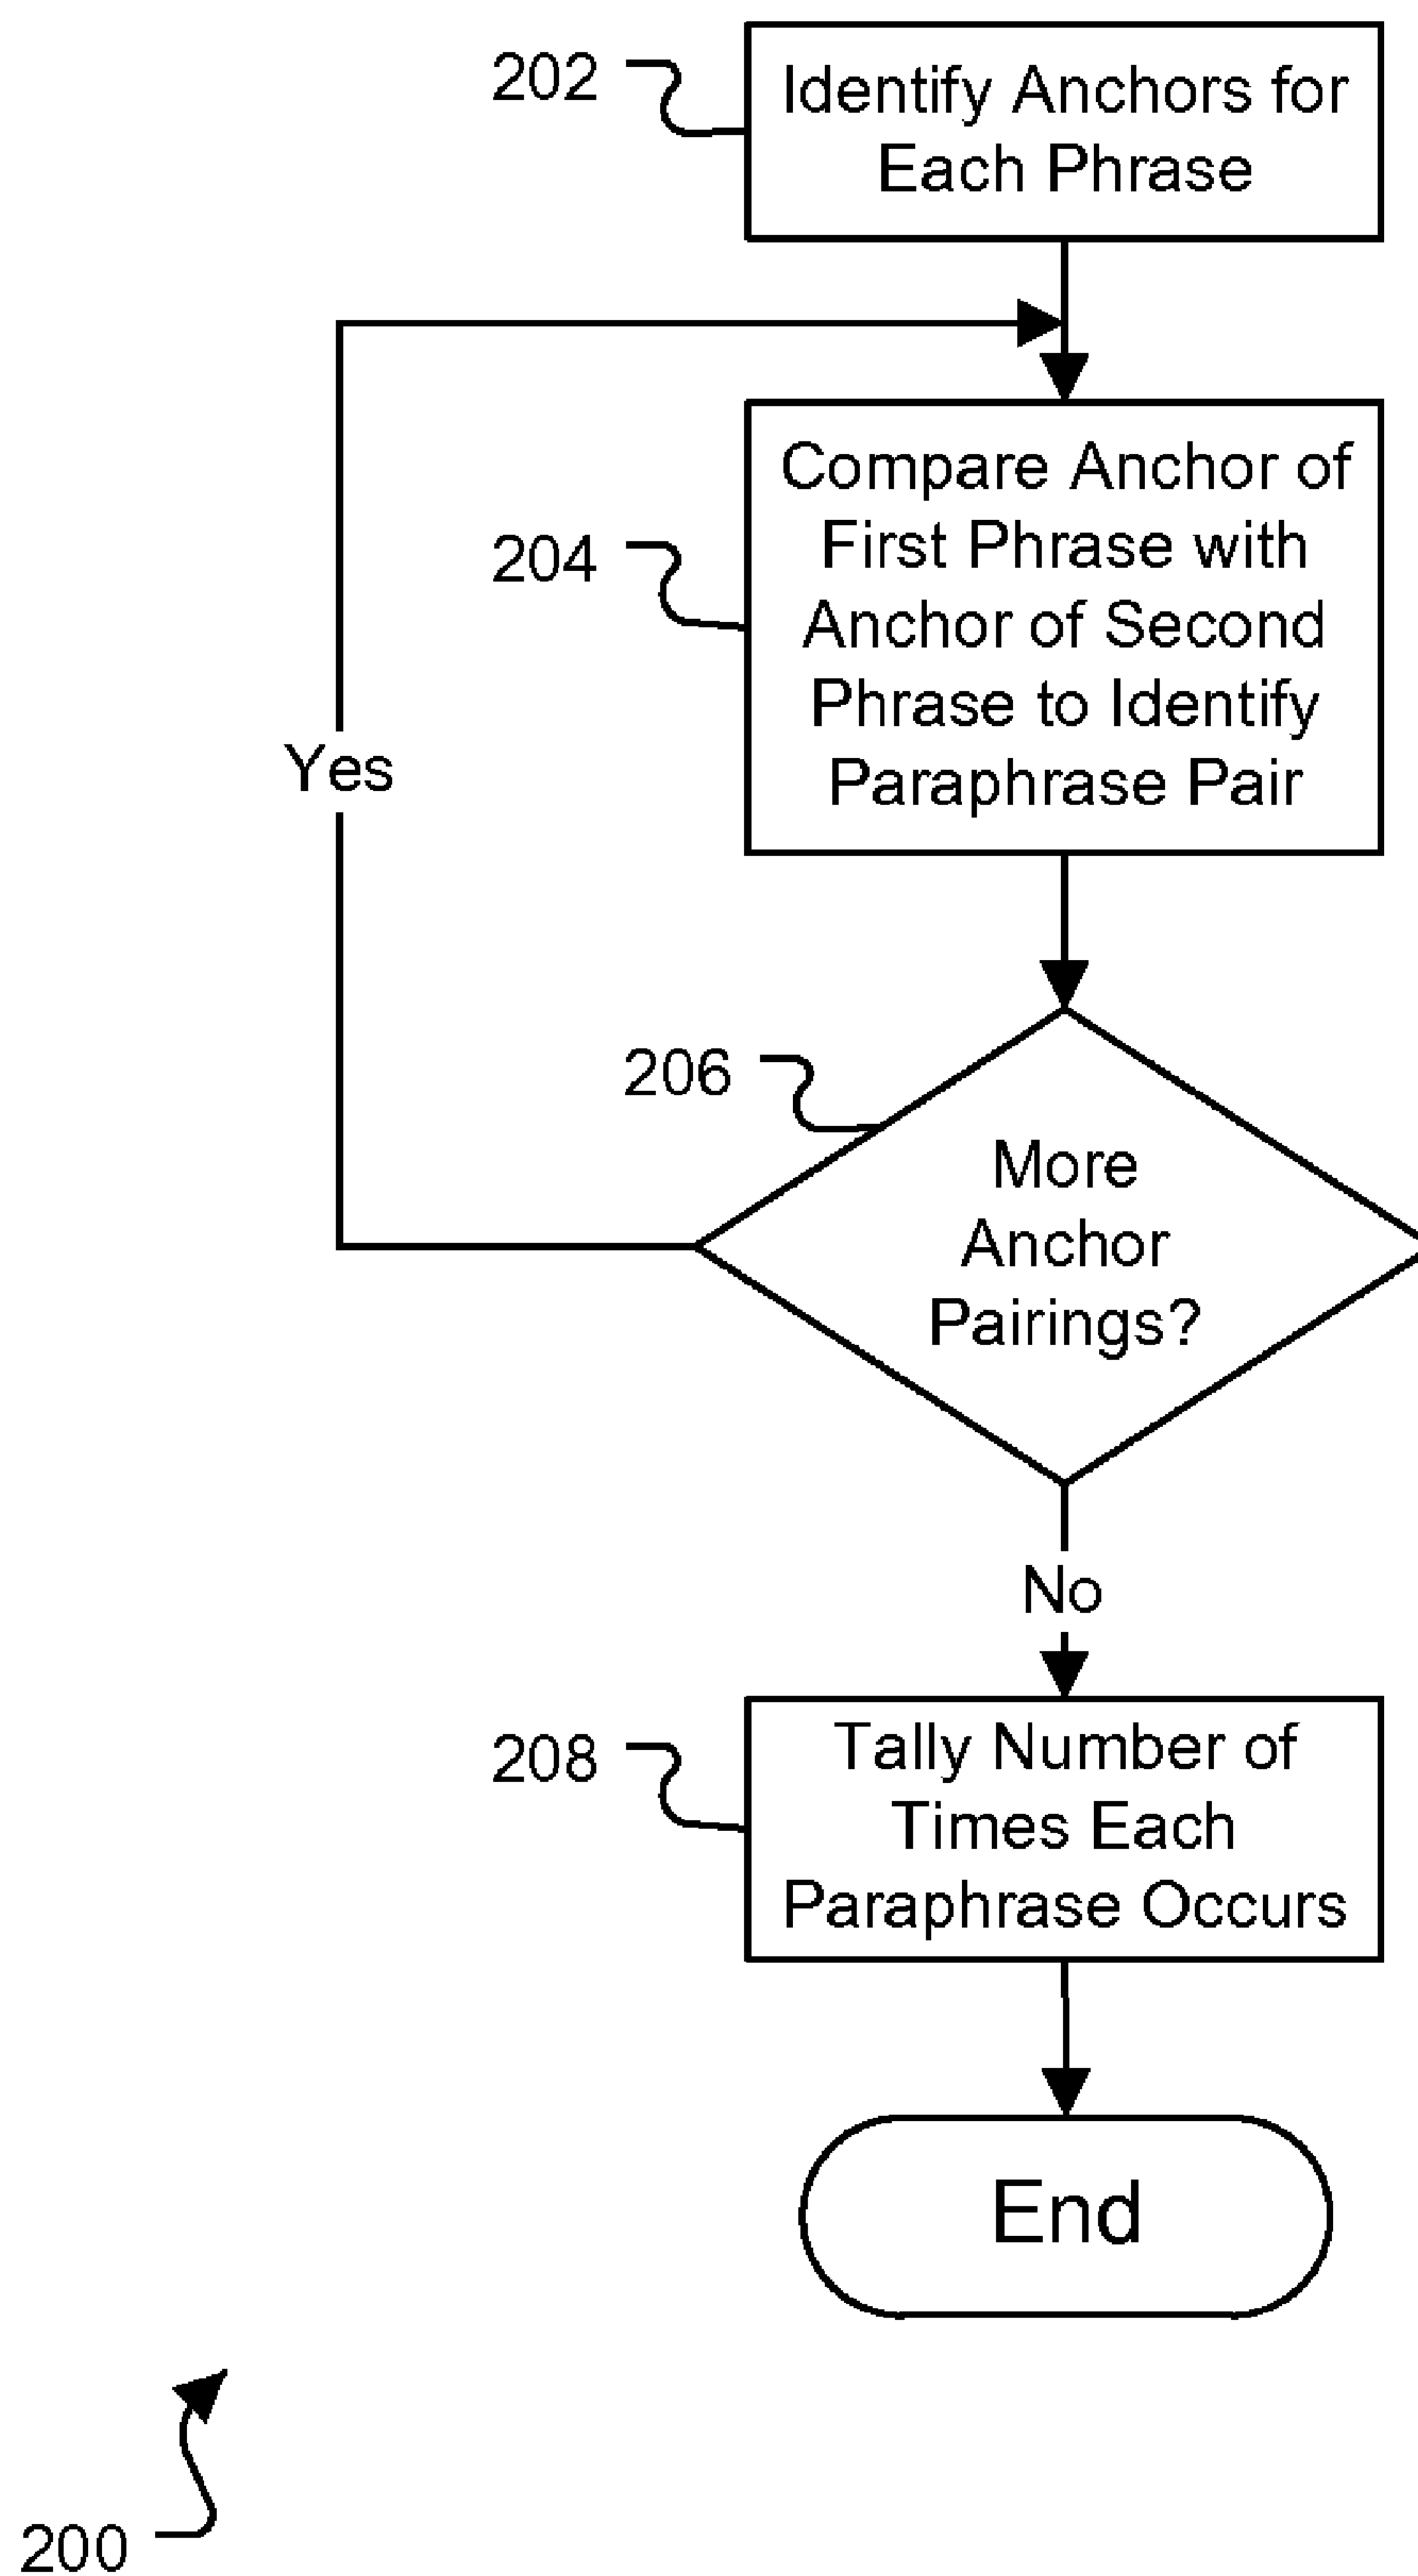 202
Identify Anchors for
Each Phrase
204
Compare Anchor of
First Phrase with
Anchor of Second
Phrase to Identify
Paraphrase Pair
Yes
206
More
Anchor
Pairings?
No
208
Tally Number of
Times Each
Paraphrase Occurs
End
200